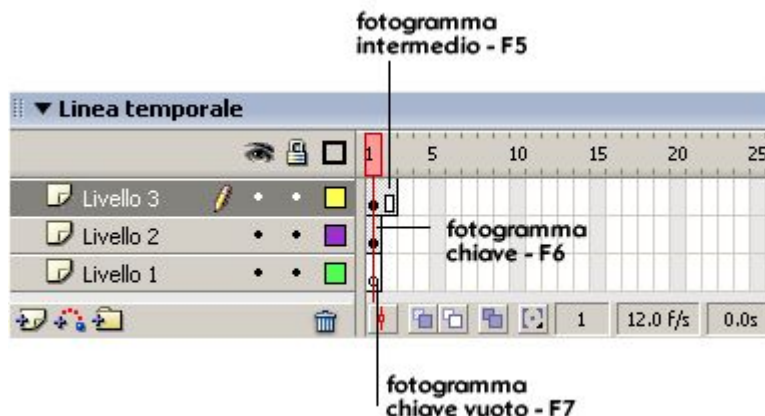 fotogramma
intermedio - F5
Linea temporale
1 5 10 15 20 25
Livello 3
Livello 2
fotogramma
chiave - F6
Livello 1
1 12.0 f/s 0.0s
fotogramma
chiave vuoto - F7